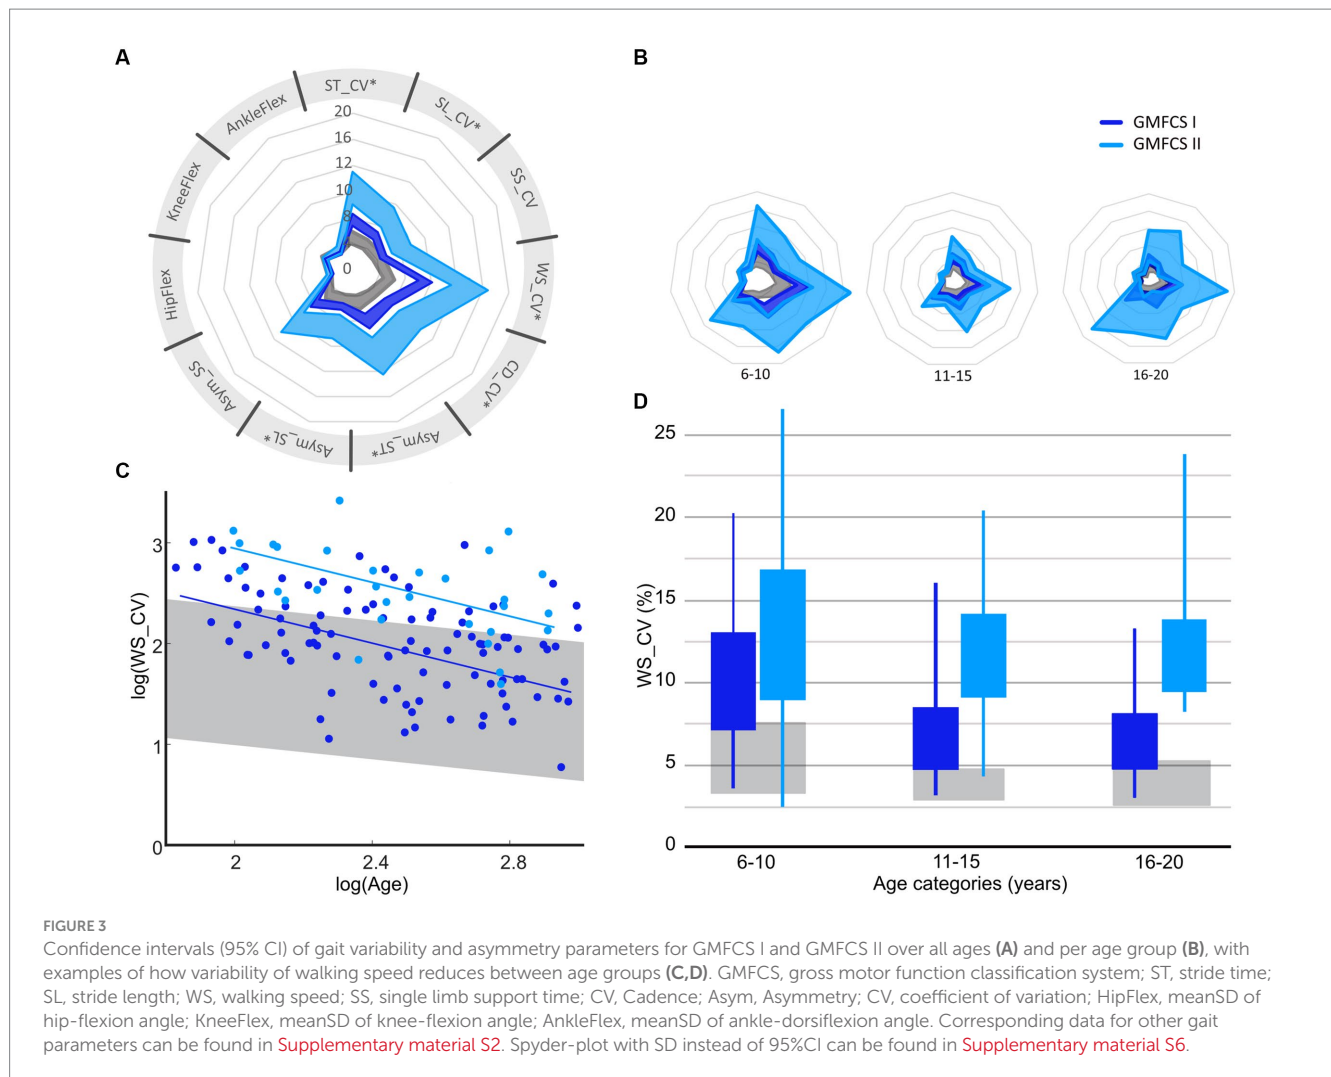 A
ST_CV*
SL_CV*
SS_CV
WS_CV*
CD_CV*
Asym_ST*
Asym_SL*
Asym_SS
HipFlex
KneeFlex
AnkleFlex
20
16
12
10
8
0
B
GMFCS I
GMFCS II
6-10
11-15
16-20
C
log(WS_CV)
3
2
1
0
2
2.4
2.8
log(Age)
D
WS_CV (%)
25
20
15
10
5
0
6-10
11-15
16-20
Age categories (years)
FIGURE 3
Confidence intervals (95% CI) of gait variability and asymmetry parameters for GMFCS I and GMFCS II over all ages (A) and per age group (B), with
examples of how variability of walking speed reduces between age groups (C,D). GMFCS, gross motor function classification system; ST, stride time;
SL, stride length; WS, walking speed; SS, single limb support time; CV, Cadence; Asym, Asymmetry; CV, coefficient of variation; HipFlex, meanSD of
hip-flexion angle; KneeFlex, meanSD of knee-flexion angle; AnkleFlex, meanSD of ankle-dorsiflexion angle. Corresponding data for other gait
parameters can be found in Supplementary material S2. Spyder-plot with SD instead of 95%CI can be found in Supplementary material S6.